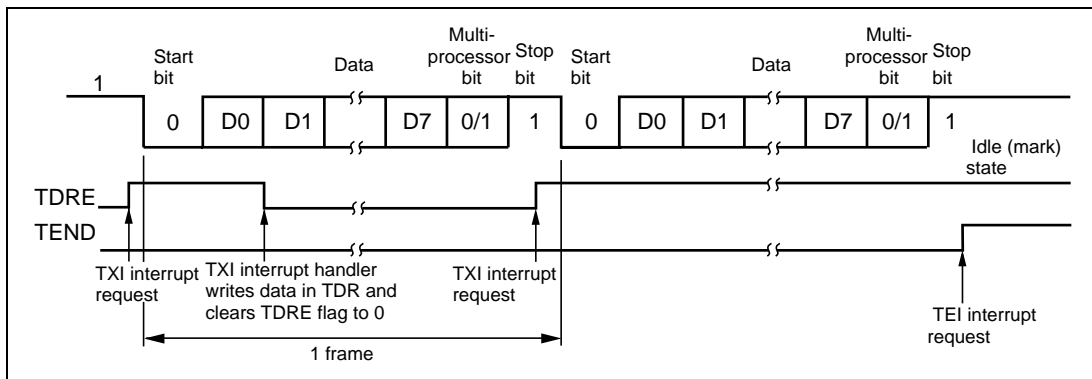 Start
bit
Data
Multi-
processor
bit
Stop
bit
Start
bit
Data
Multi-
processor
bit
Stop
bit
1
0 D0 D1 D7 0/1 1 0 D0 D1 D7 0/1 1
Idle (mark)
state
TDRE
TEND
TXI interrupt
request
TXI interrupt handler
writes data in TDR and
clears TDRE flag to 0
TXI interrupt
request
TEI interrupt
request
1 frame